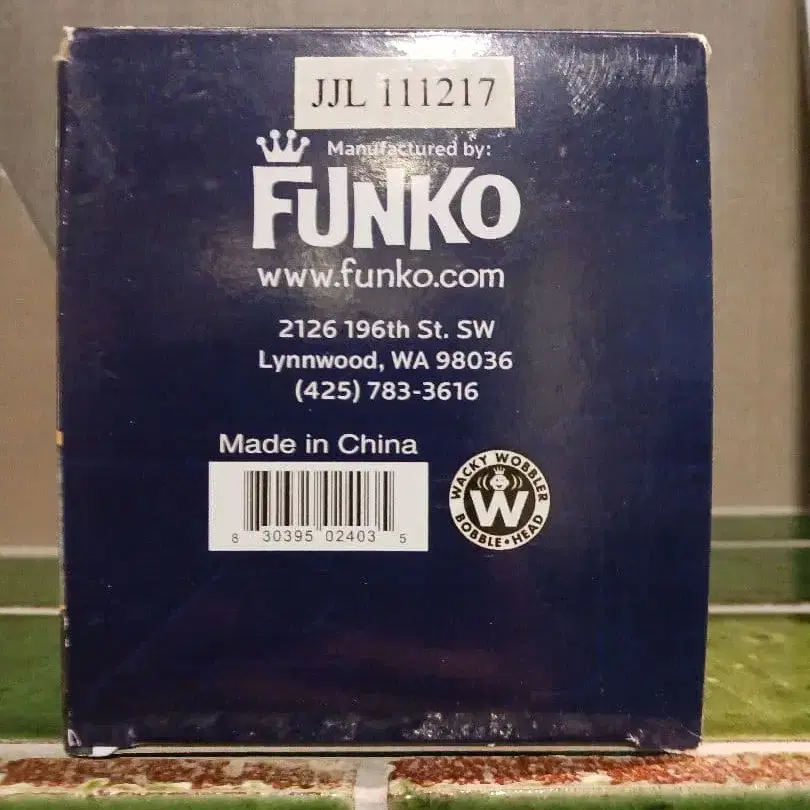 JJL 111217
Manufactured by:
FUNKO
www.funko.com
2126 196th St. SW
Lynnwood, WA 98036
(425) 783-3616
Made in China
8 30395 02403 5
WACKY WOBBLER
W
BOBBLE•HEAD